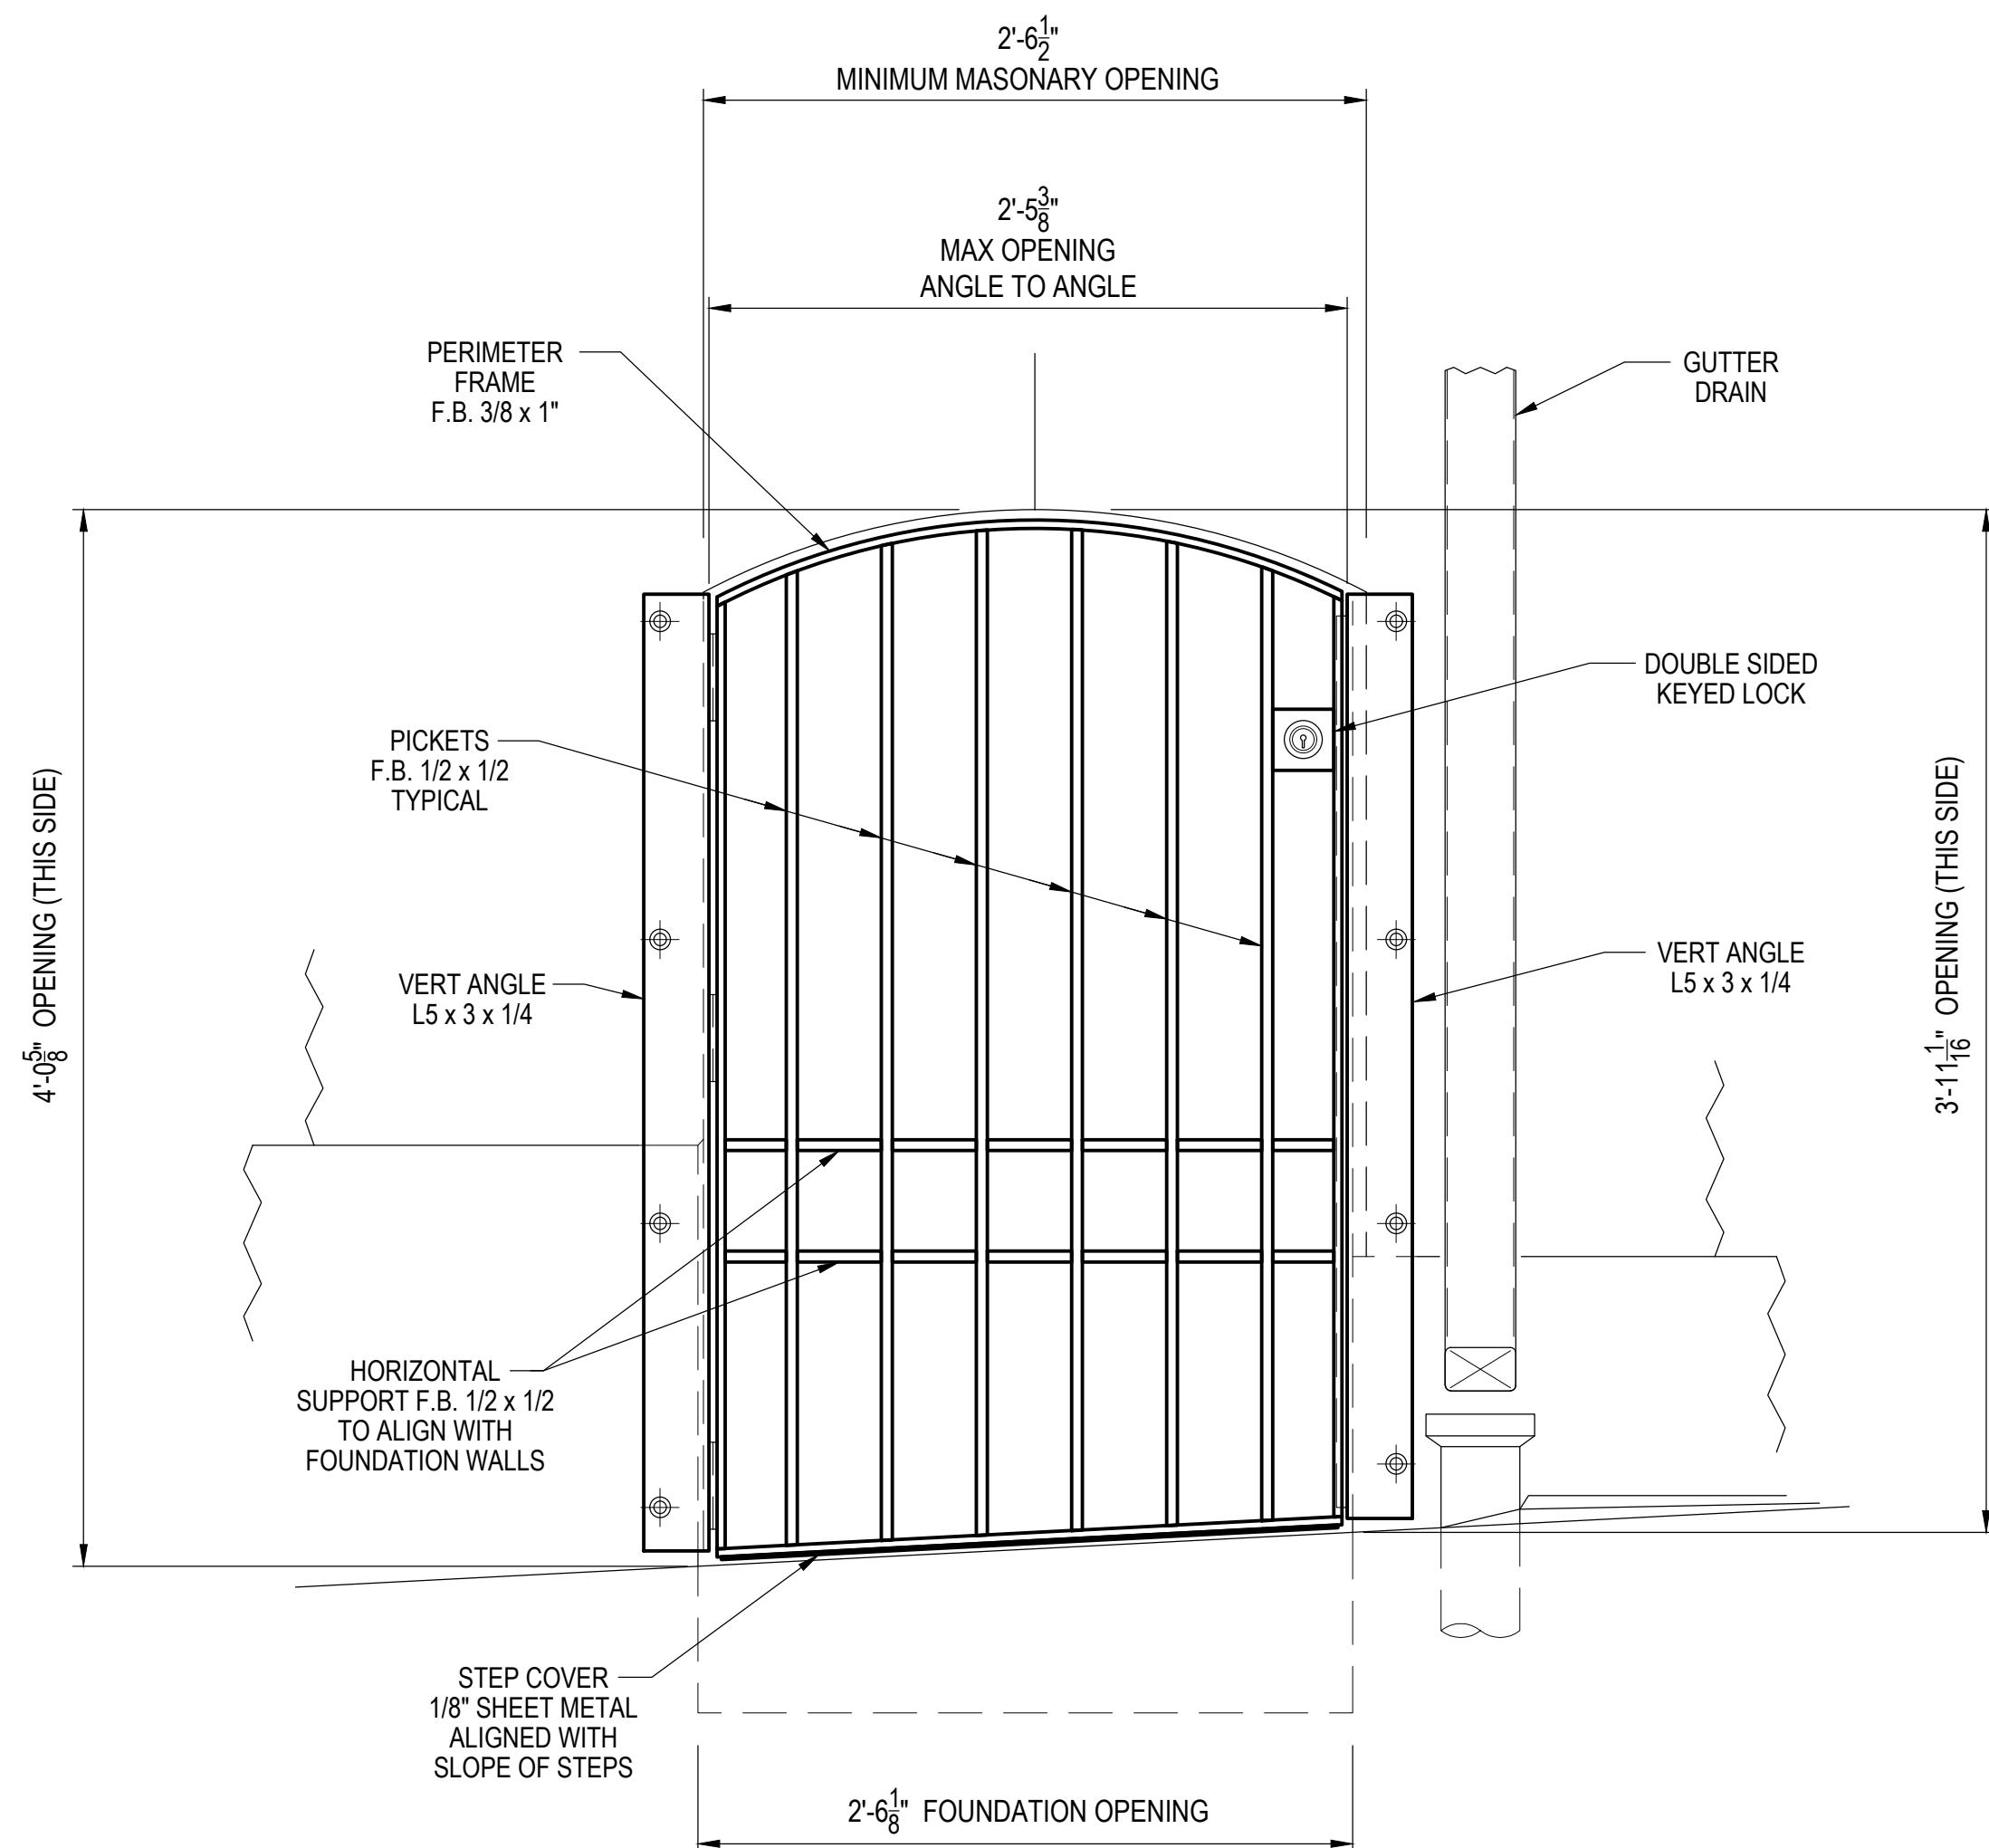 2'-6 1/2"
MINIMUM MASONARY OPENING
2'-5 3/8"
MAX OPENING
ANGLE TO ANGLE
PERIMETER
FRAME
F.B. 3/8 x 1"
GUTTER
DRAIN
DOUBLE SIDED
KEYED LOCK
PICKETS
F.B. 1/2 x 1/2
TYPICAL
4'-0 5/8" OPENING (THIS SIDE)
3'-11 1/16" OPENING (THIS SIDE)
VERT ANGLE
L5 x 3 x 1/4
VERT ANGLE
L5 x 3 x 1/4
HORIZONTAL
SUPPORT F.B. 1/2 x 1/2
TO ALIGN WITH
FOUNDATION WALLS
STEP COVER
1/8" SHEET METAL
ALIGNED WITH
SLOPE OF STEPS
2'-6 1/8" FOUNDATION OPENING